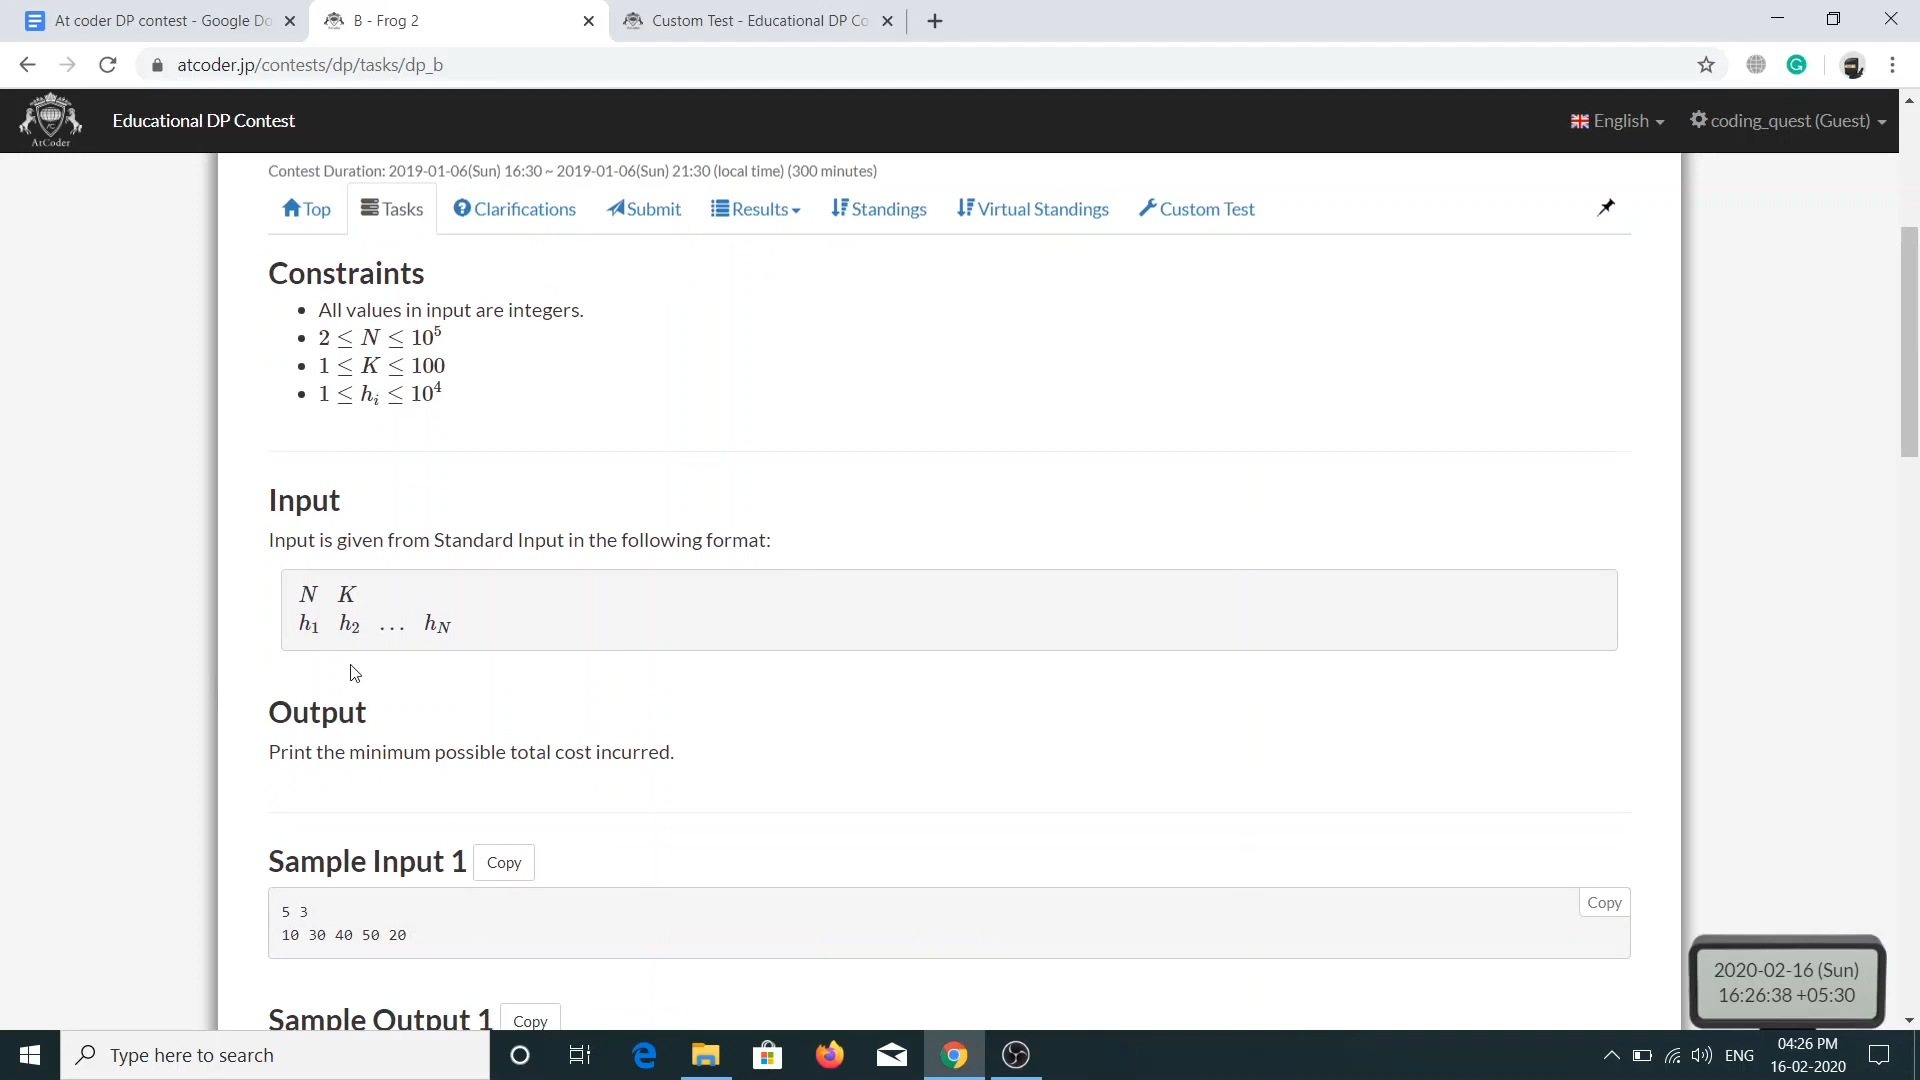 At coder DP contest - Google Do
B - Frog 2
Custom Test - Educational DP Co
atcoder.jp/contests/dp/tasks/dp_b
AtCoder
Educational DP Contest
English
coding_quest (Guest)
Contest Duration: 2019-01-06(Sun) 16:30 ~ 2019-01-06(Sun) 21:30 (local time) (300 minutes)
Top Tasks Clarifications Submit Results Standings Virtual Standings Custom Test
Constraints
• All values in input are integers.
• 2 ≤ N ≤ 10^5
• 1 ≤ K ≤ 100
• 1 ≤ h_i ≤ 10^4
Input
Input is given from Standard Input in the following format:
N K
h_1 h_2 … h_N
Output
Print the minimum possible total cost incurred.
Sample Input 1 Copy
Copy
5 3
10 30 40 50 20
Sample Output 1 Copy
2020-02-16 (Sun)
16:26:38 +05:30
Type here to search
ENG
04:26 PM
16-02-2020